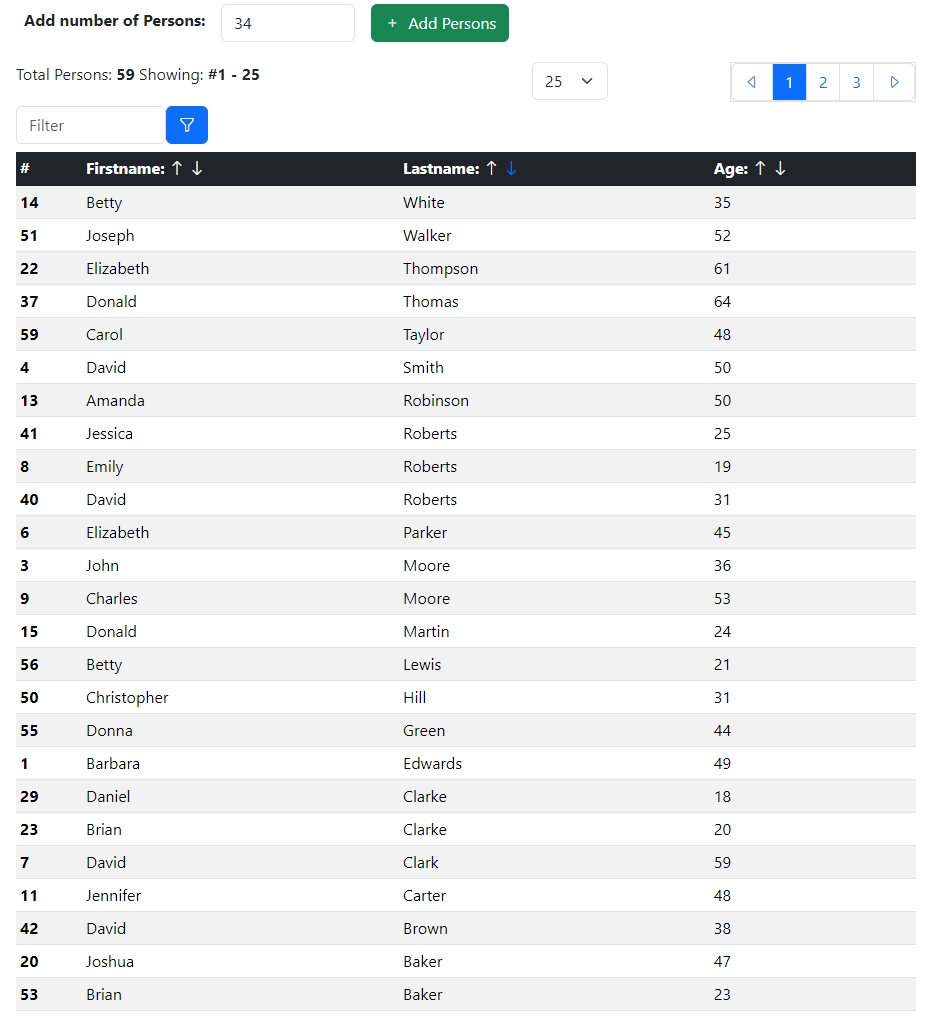 Add number of Persons: 34 + Add Persons
Total Persons: 59 Showing: #1 - 25 25 1 2 3
Filter
# Firstname: ↑ ↓ Lastname: ↑ ↓ Age: ↑ ↓
14 Betty White 35
51 Joseph Walker 52
22 Elizabeth Thompson 61
37 Donald Thomas 64
59 Carol Taylor 48
4 David Smith 50
13 Amanda Robinson 50
41 Jessica Roberts 25
8 Emily Roberts 19
40 David Roberts 31
6 Elizabeth Parker 45
3 John Moore 36
9 Charles Moore 53
15 Donald Martin 24
56 Betty Lewis 21
50 Christopher Hill 31
55 Donna Green 44
1 Barbara Edwards 49
29 Daniel Clarke 18
23 Brian Clarke 20
7 David Clark 59
11 Jennifer Carter 48
42 David Brown 38
20 Joshua Baker 47
53 Brian Baker 23